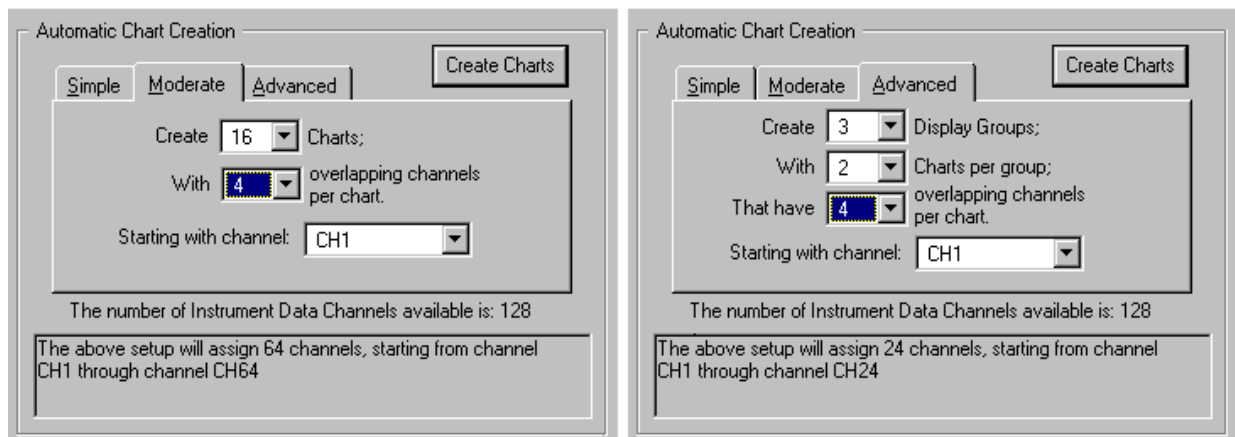 Automatic Chart Creation
Create Charts
Simple Moderate Advanced
Create 16 Charts;
With 4 overlapping channels
per chart.
Starting with channel: CH1
The number of Instrument Data Channels available is: 128
The above setup will assign 64 channels, starting from channel
CH1 through channel CH64
Automatic Chart Creation
Create Charts
Simple Moderate Advanced
Create 3 Display Groups;
With 2 Charts per group;
That have 4 overlapping channels
per chart.
Starting with channel: CH1
The number of Instrument Data Channels available is: 128
The above setup will assign 24 channels, starting from channel
CH1 through channel CH24